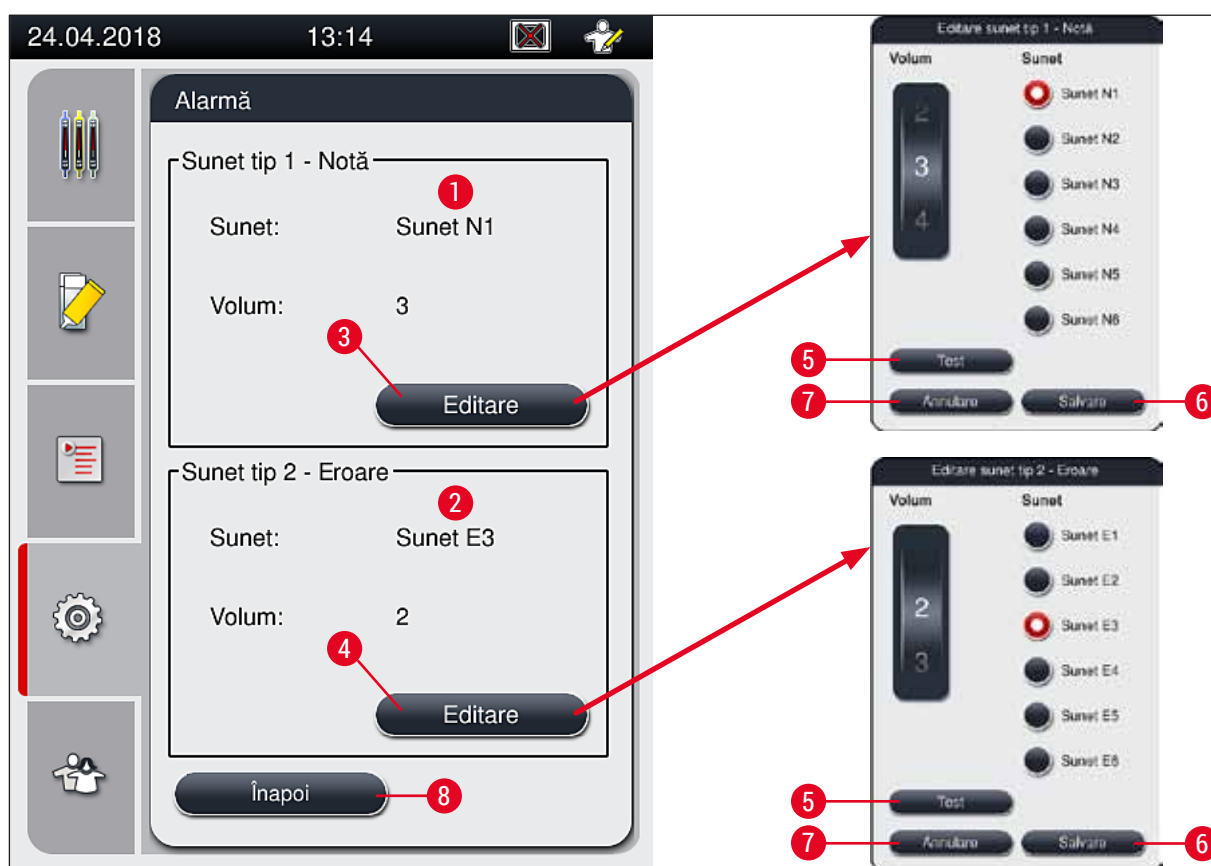 24.04.2018 13:14
Alarmă
Sunet tip 1 - Notă
1
Sunet: Sunet N1
Volum: 3
3
Editare
Sunet tip 2 - Eroare
2
Sunet: Sunet E3
Volum: 2
4
Editare
Înapoi 8
Editare sunet tip 1 - Notă
Volum Sunet
Sunet N1
2
Sunet N2
3
Sunet N3
4
Sunet N4
Sunet N5
Sunet N6
5 Test
7 Annulare Salvare 6
Editare sunet tip 2 - Eroare
Volum Sunet
Sunet E1
Sunet E2
2
Sunet E3
3
Sunet E4
Sunet E5
Sunet E6
5 Test
7 Annulare Salvare 6